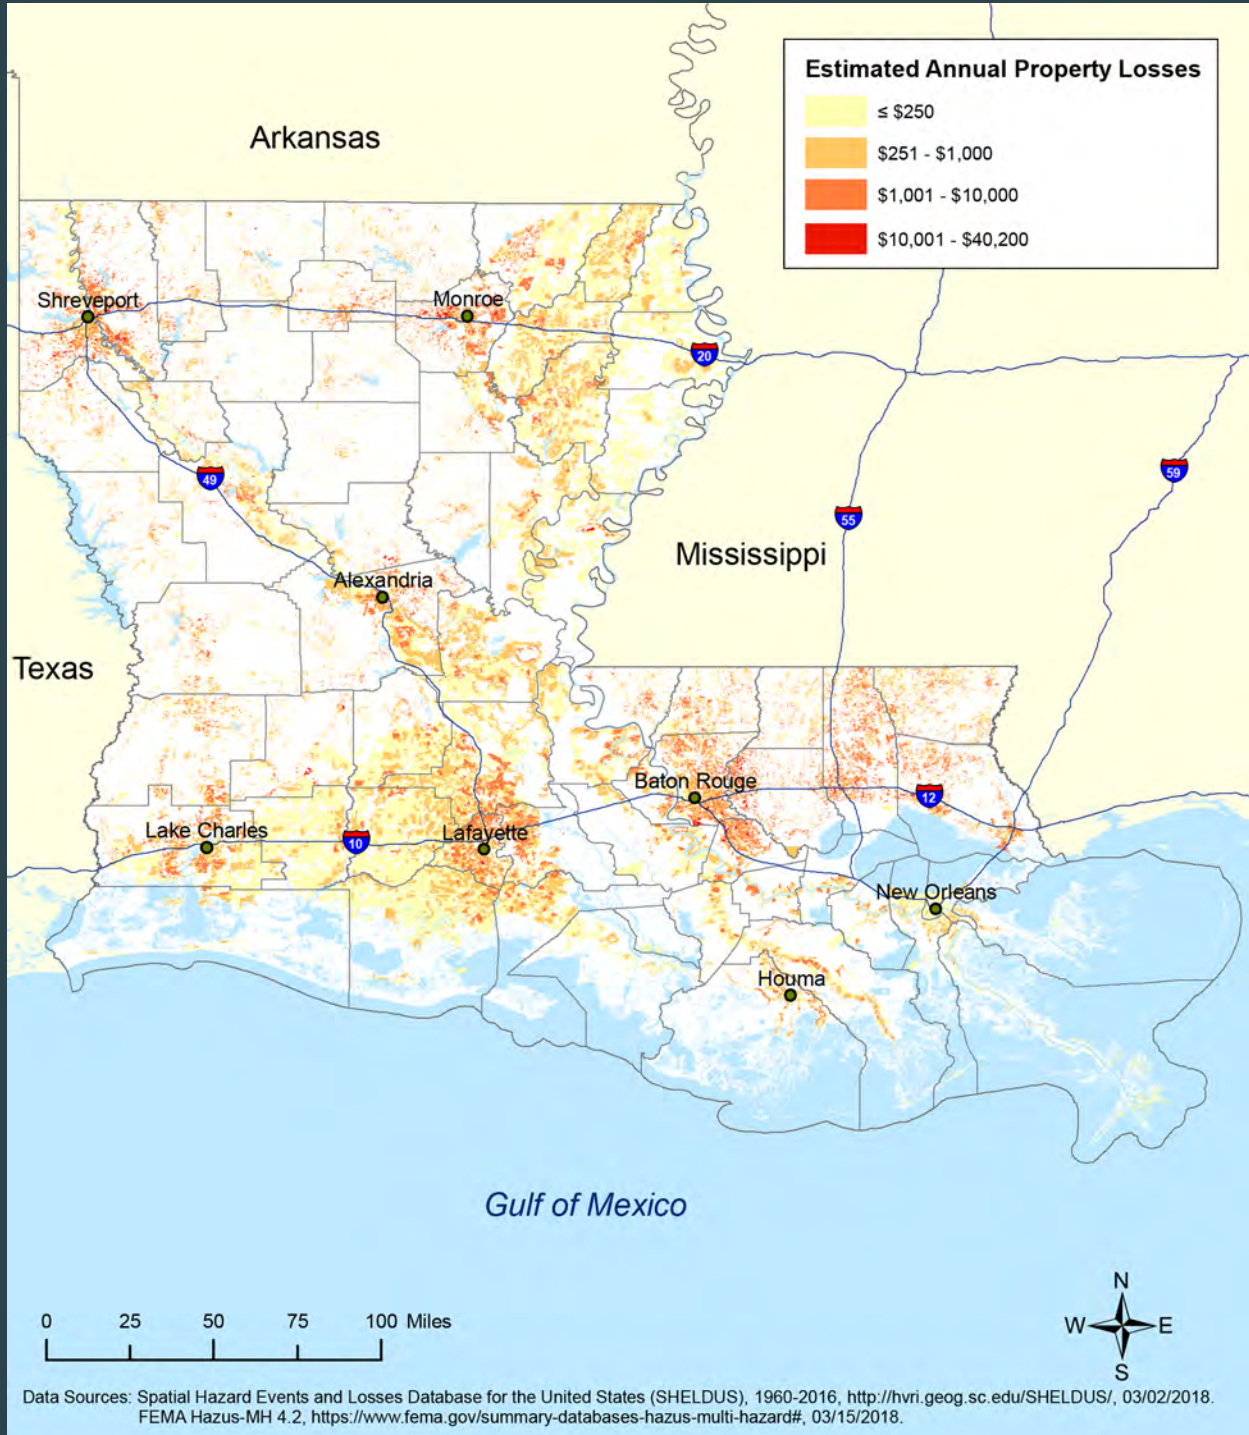 Estimated Annual Property Losses
≤ $250
$251 - $1,000
$1,001 - $10,000
$10,001 - $40,200
Arkansas
Shreveport
Monroe
20
49
59
55
Mississippi
Alexandria
Texas
Baton Rouge
12
Lake Charles
10
Lafayette
New Orleans
Houma
Gulf of Mexico
N
W E
S
0 25 50 75 100 Miles
Data Sources: Spatial Hazard Events and Losses Database for the United States (SHELDUS), 1960-2016, http://hvri.geog.sc.edu/SHELDUS/, 03/02/2018.
FEMA Hazus-MH 4.2, https://www.fema.gov/summary-databases-hazus-multi-hazard#, 03/15/2018.